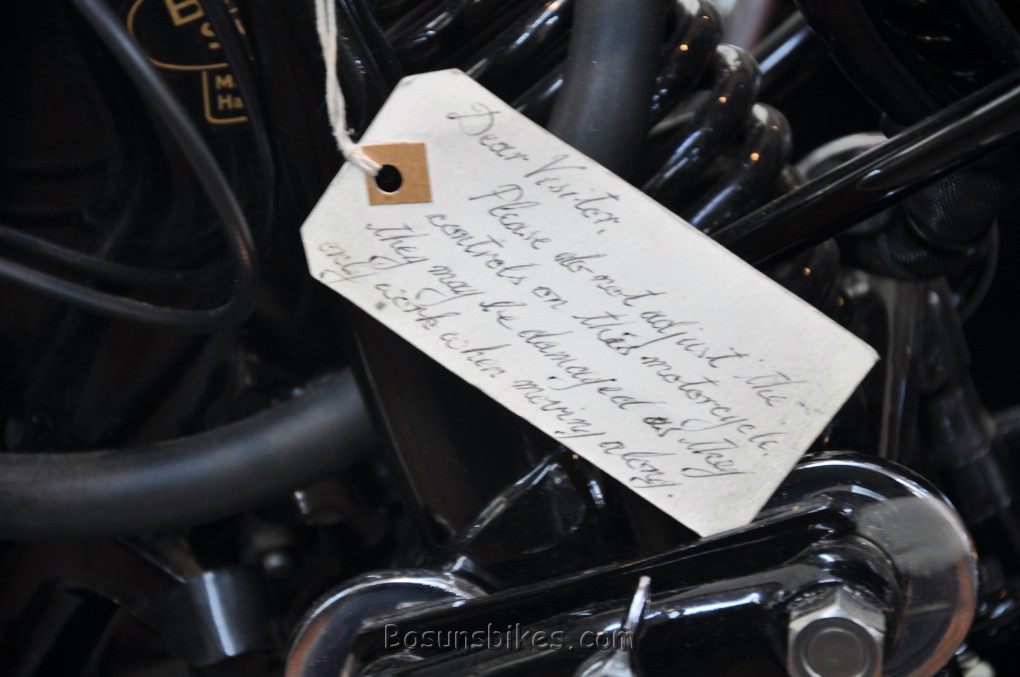 Dear Visitor,
Please do not adjust the
controls on this motorcycle.
they may be damaged as they
only work when moving along.
Bosunsbikes.com